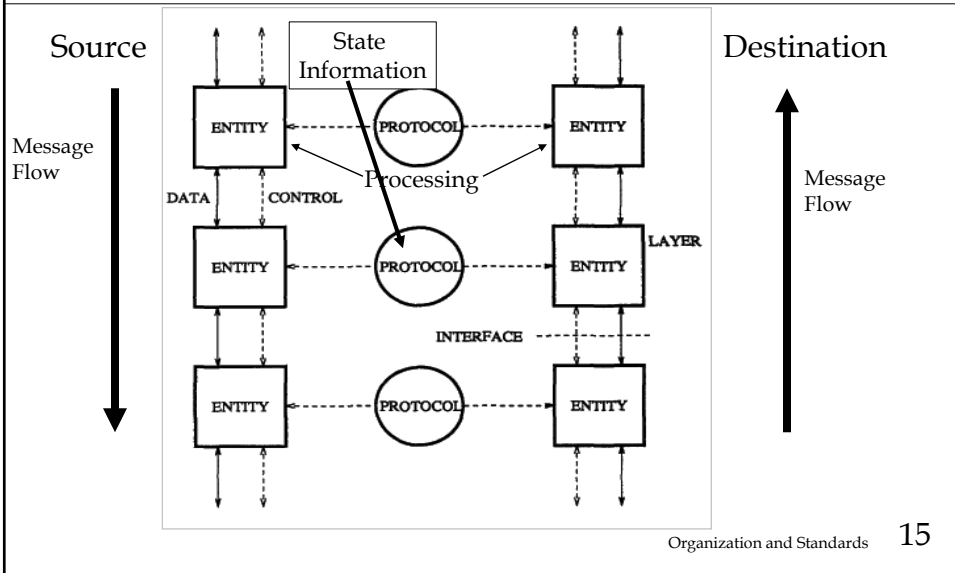 Source
State
Information
Destination
Message
Flow
ENTITY
PROTOCOL
ENTITY
Processing
Message
Flow
DATA
CONTROL
LAYER
ENTITY
PROTOCOL
ENTITY
INTERFACE
ENTITY
PROTOCOL
ENTITY
Organization and Standards 15